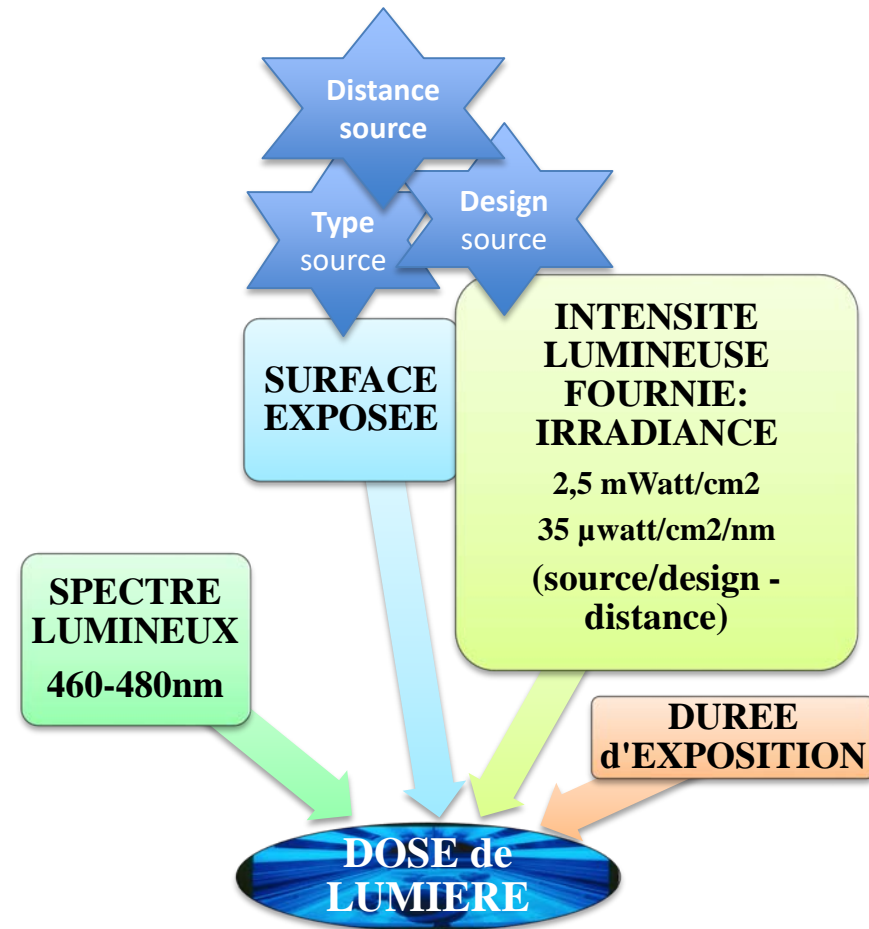 Distance
source
Type
source
Design
source
SURFACE
EXPOSEE
INTENSITE
LUMINEUSE
FOURNIE:
IRRADIANCE
2,5 mWatt/cm2
35 µwatt/cm2/nm
(source/design -
distance)
SPECTRE
LUMINEUX
460-480nm
DUREE
d'EXPOSITION
DOSE de
LUMIERE